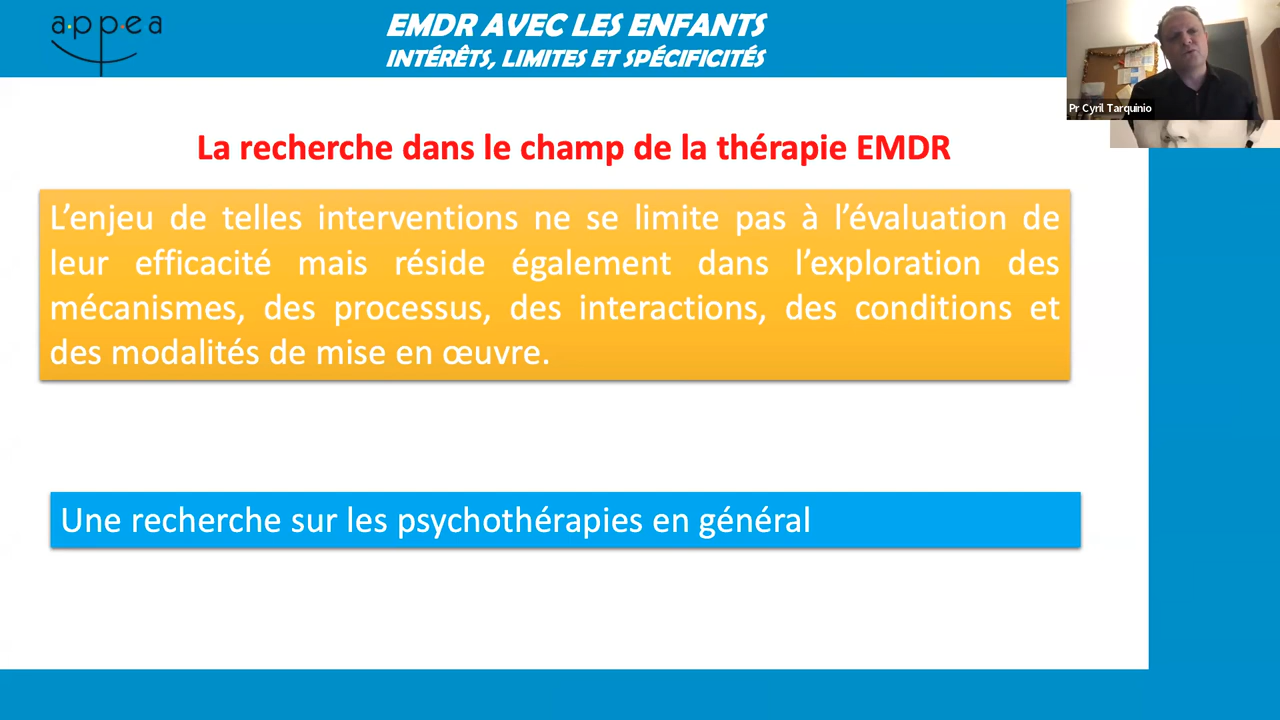 appea
EMDR AVEC LES ENFANTS
INTÉRÊTS, LIMITES ET SPÉCIFICITÉS
Pr Cyril Tarquinio
La recherche dans le champ de la thérapie EMDR
L’enjeu de telles interventions ne se limite pas à l’évaluation de
leur efficacité mais réside également dans l’exploration des
mécanismes, des processus, des interactions, des conditions et
des modalités de mise en œuvre.
Une recherche sur les psychothérapies en général